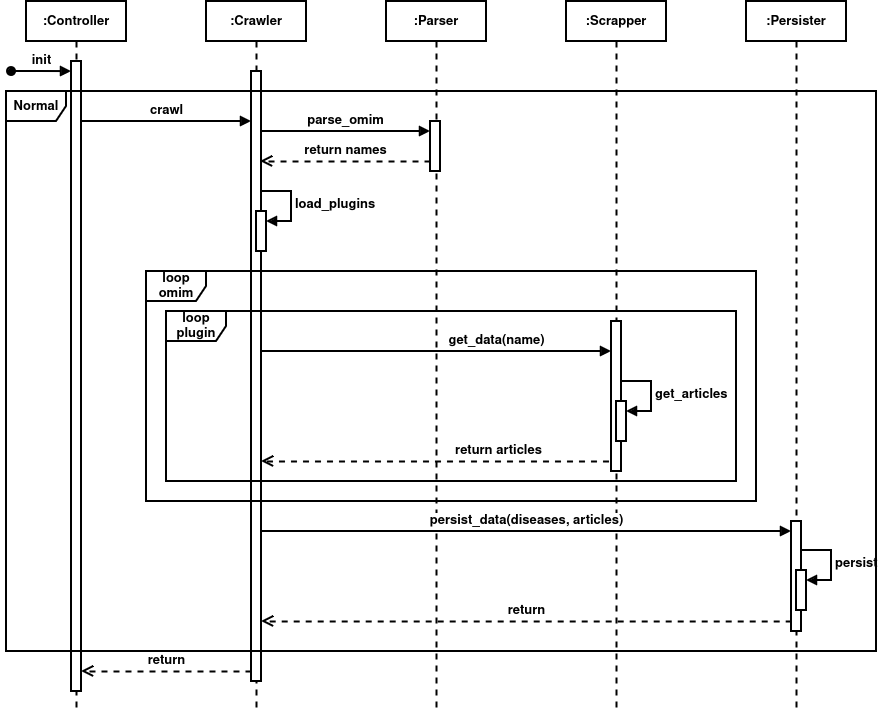 :Controller
:Crawler
:Parser
:Scrapper
:Persister
init
Normal
crawl
parse_omim
return names
load_plugins
loop
omim
loop
plugin
get_data(name)
get_articles
return articles
persist_data(diseases, articles)
persist
return
return